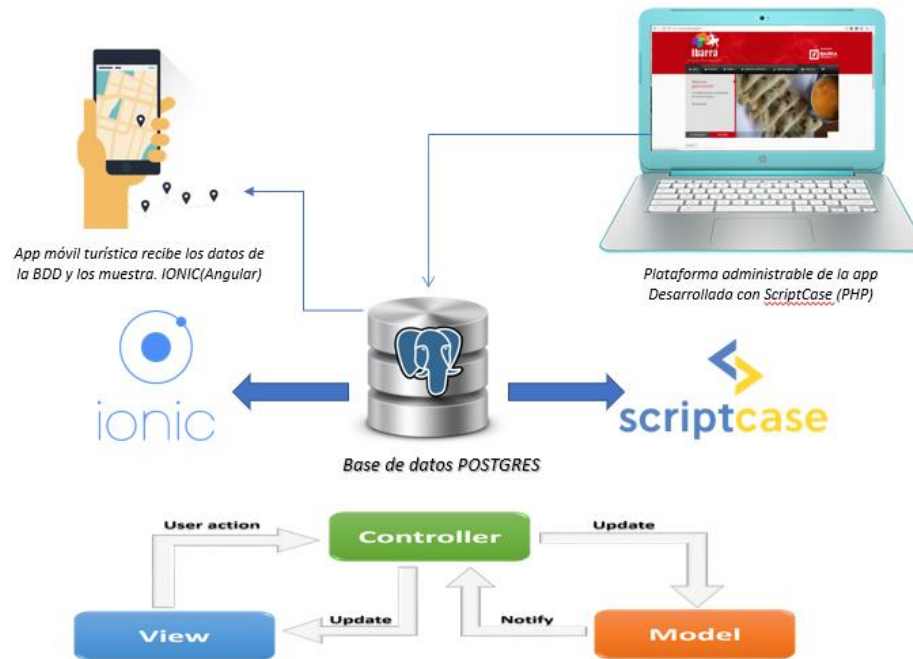 Ibarra
IBARRA
App móvil turística recibe los datos de
la BDD y los muestra. IONIC(Angular)
Plataforma administrable de la app
Desarrollada con ScriptCase (PHP)
ionic
scriptcase
Base de datos POSTGRES
User action
Controller
Update
View
Update
Notify
Model